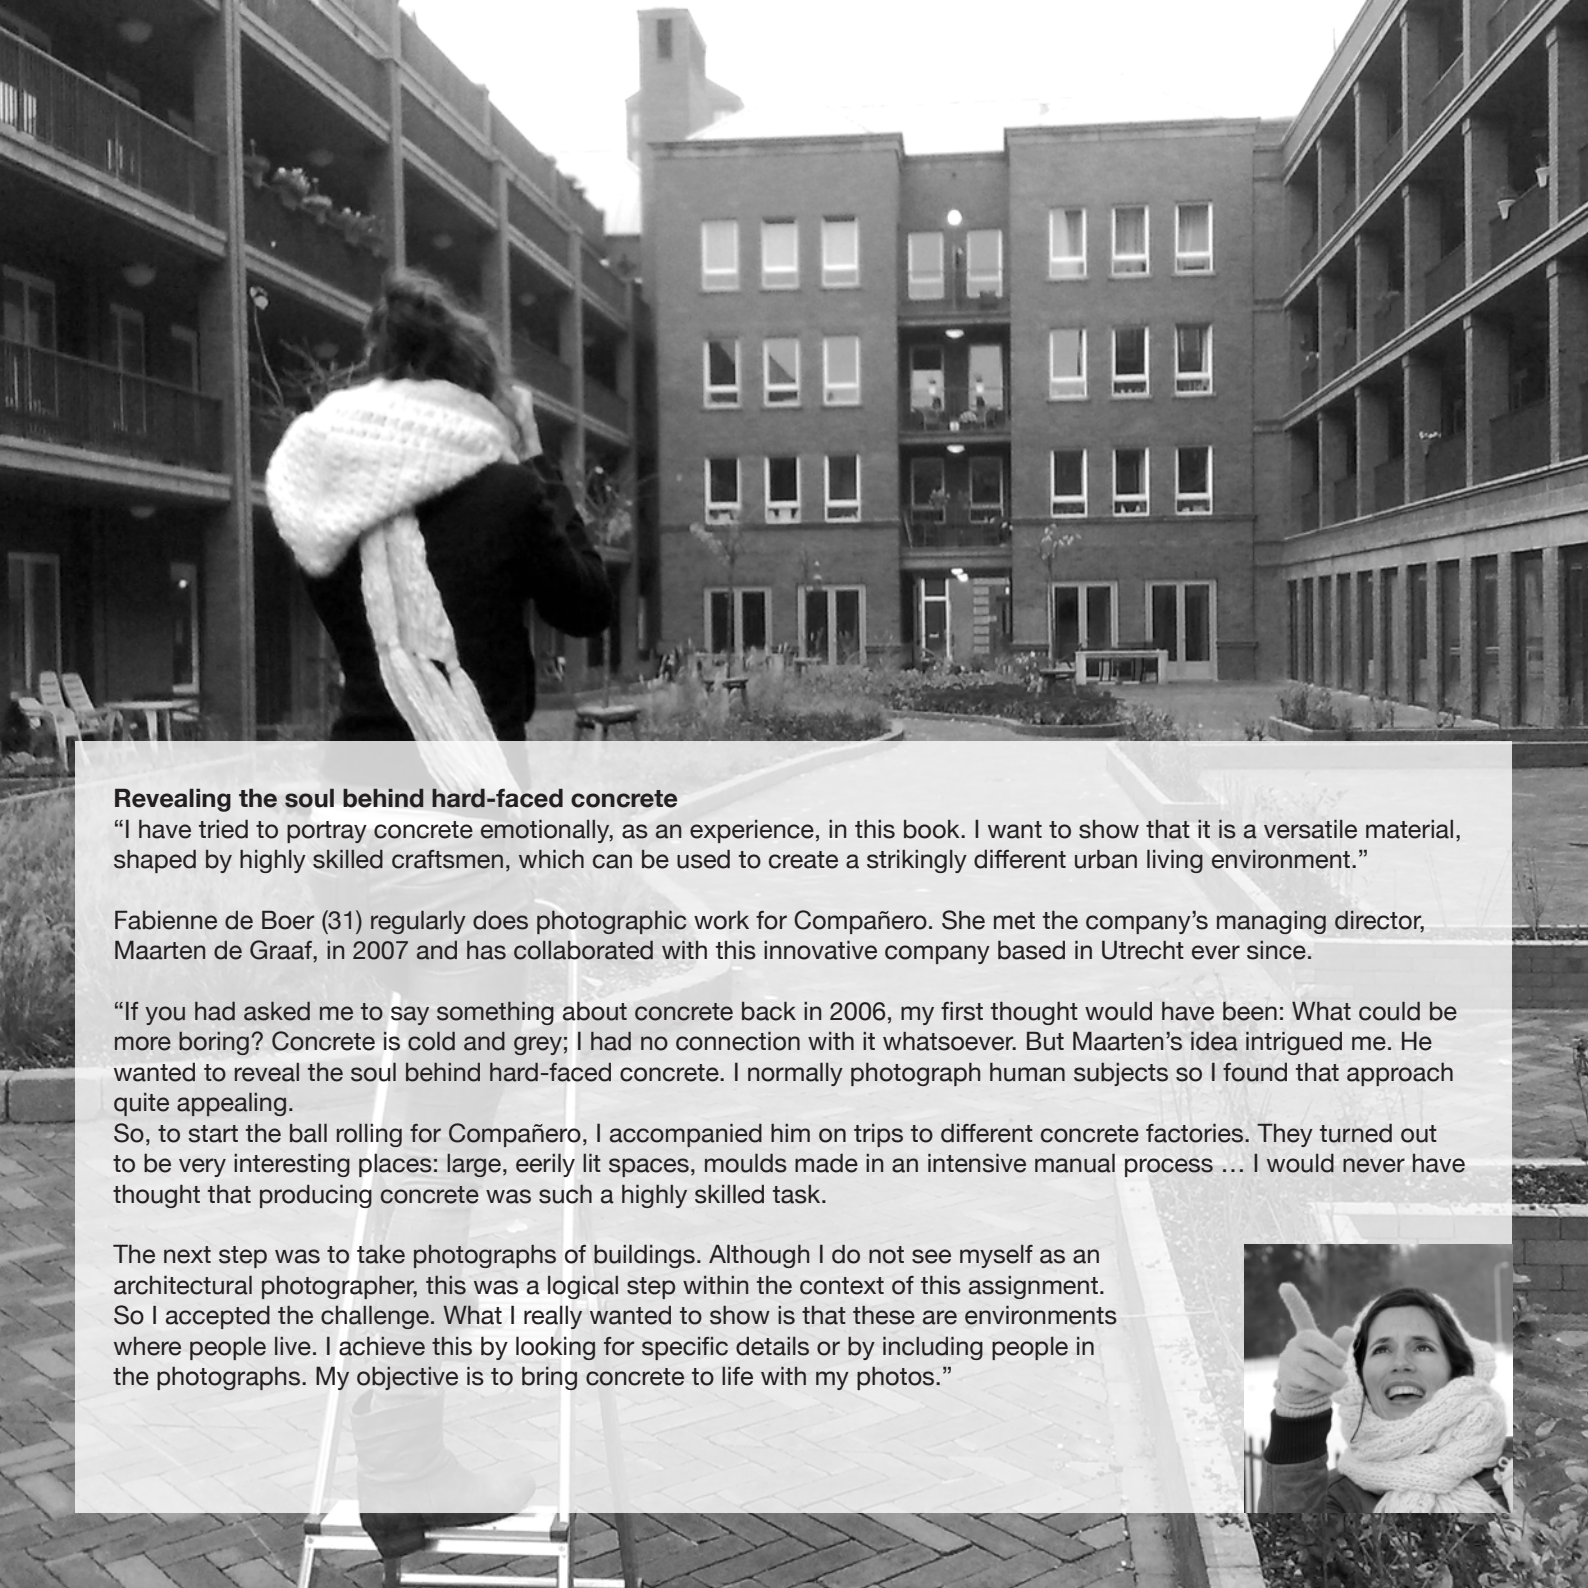 Revealing the soul behind hard-faced concrete
“I have tried to portray concrete emotionally, as an experience, in this book. I want to show that it is a versatile material,
shaped by highly skilled craftsmen, which can be used to create a strikingly different urban living environment.”
Fabienne de Boer (31) regularly does photographic work for Compañero. She met the company’s managing director,
Maarten de Graaf, in 2007 and has collaborated with this innovative company based in Utrecht ever since.
“If you had asked me to say something about concrete back in 2006, my first thought would have been: What could be
more boring? Concrete is cold and grey; I had no connection with it whatsoever. But Maarten’s idea intrigued me. He
wanted to reveal the soul behind hard-faced concrete. I normally photograph human subjects so I found that approach
quite appealing.
So, to start the ball rolling for Compañero, I accompanied him on trips to different concrete factories. They turned out
to be very interesting places: large, eerily lit spaces, moulds made in an intensive manual process … I would never have
thought that producing concrete was such a highly skilled task.
The next step was to take photographs of buildings. Although I do not see myself as an
architectural photographer, this was a logical step within the context of this assignment.
So I accepted the challenge. What I really wanted to show is that these are environments
where people live. I achieve this by looking for specific details or by including people in
the photographs. My objective is to bring concrete to life with my photos.”